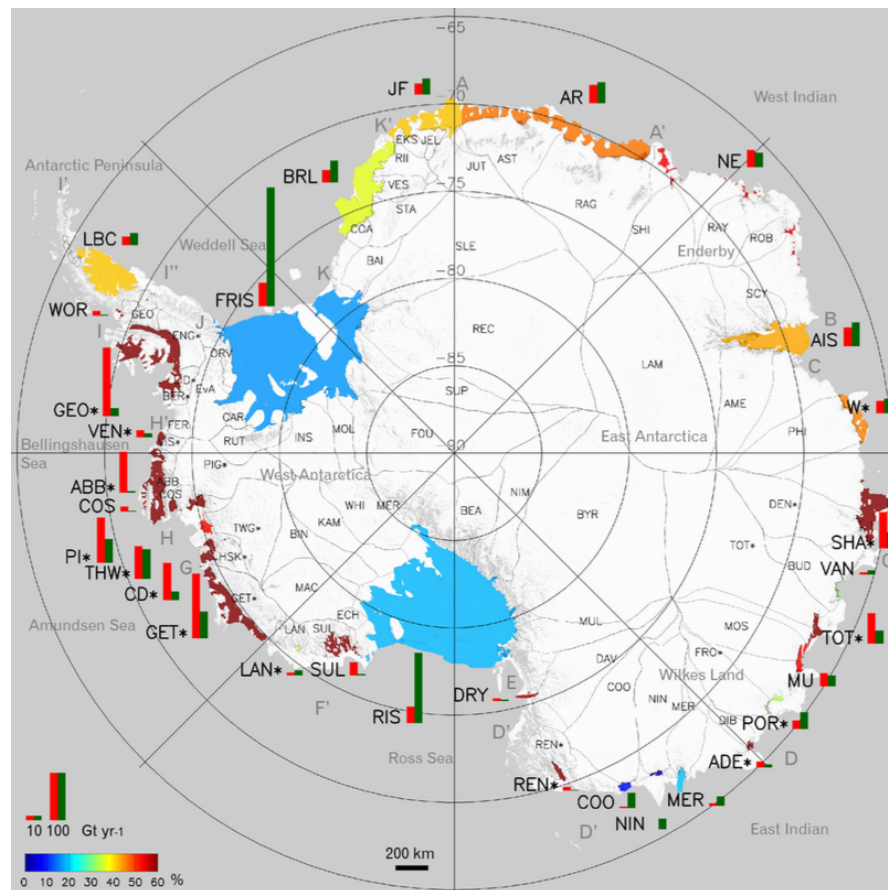 -65
JF
A
-70
AR
West Indian
K'
EKS
JEL
A'
RII
JUT
AST
NE
Antarctic Peninsula
BRL
-75
VES
I'
STA
RAG
COA
SHI
RAY
ROB
LBC
Weddell Sea
SLE
Enderby
BAI
I''
K
-80
SCY
FRIS
B
WOR
GEO
I
J
ENG*
REC
AIS
DRV
C
-85
LAM
EVA
BER*
SUP
AME
W*
GEO*
CAR
H'
FER
VEN
RUT
INS
MOL
FOU
-90
PHI
Bellingshausen
Sea
East Antarctica
PIG*
West Antarctica
NIM
ABB*
ABB
COS
WHI
MER
BEA
DEN*
COS
BYR
TWG*
BIN
KAM
H
TOT*
SHA*
PI*
THW*
HSK*
G
BUD
VAN
CD*
GET*
MAC
Amundsen Sea
ECH
MUL
MOS
GET*
LAN
SUL
TOT*
DAV
FRO*
LAN*
SUL
Wilkes Land
DRY
E
COO
NIN
MU
MER
F'
RIS
D'
DIB
POR*
REN*
Ross Sea
D
ADE*
REN*
COO
MER
NIN
D'
East Indian
10 100 Gt yr-1
200 km
0 10 20 30 40 50 60 %